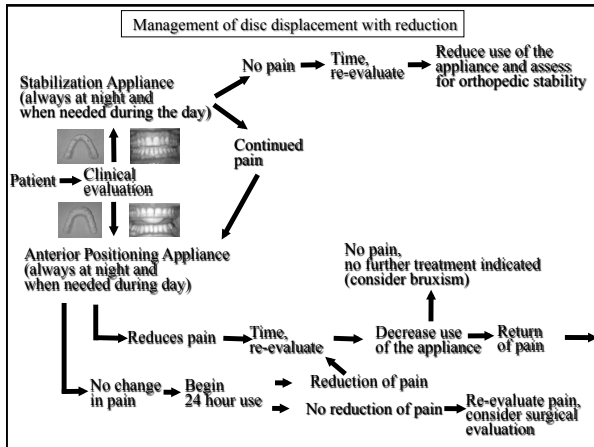 Management of disc displacement with reduction
Stabilization Appliance
(always at night and
when needed during the day)
No pain
Time,
re-evaluate
Reduce use of the
appliance and assess
for orthopedic stability
Continued
pain
Patient
Clinical
evaluation
Anterior Positioning Appliance
(always at night and
when needed during day)
No pain,
no further treatment indicated
(consider bruxism)
Reduces pain
Time,
re-evaluate
Decrease use
of the appliance
Return
of pain
No change
in pain
Begin
24 hour use
Reduction of pain
No reduction of pain
Re-evaluate pain,
consider surgical
evaluation